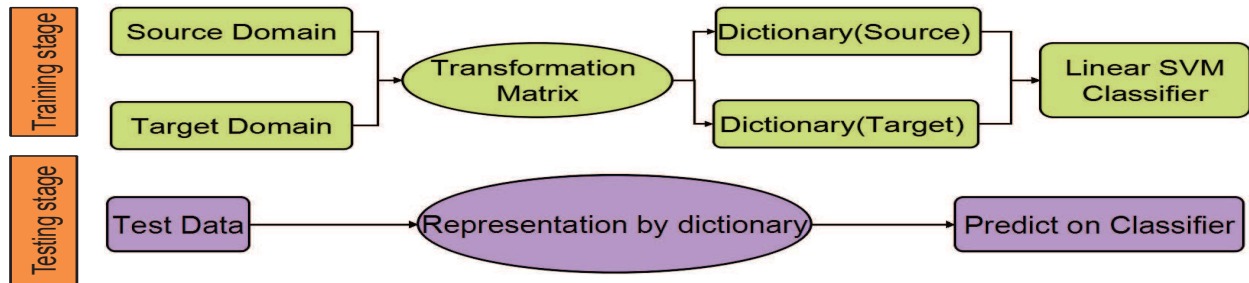 Training stage
Source Domain
Target Domain
Transformation
Matrix
Dictionary(Source)
Dictionary(Target)
Linear SVM
Classifier
Testing stage
Test Data
Representation by dictionary
Predict on Classifier